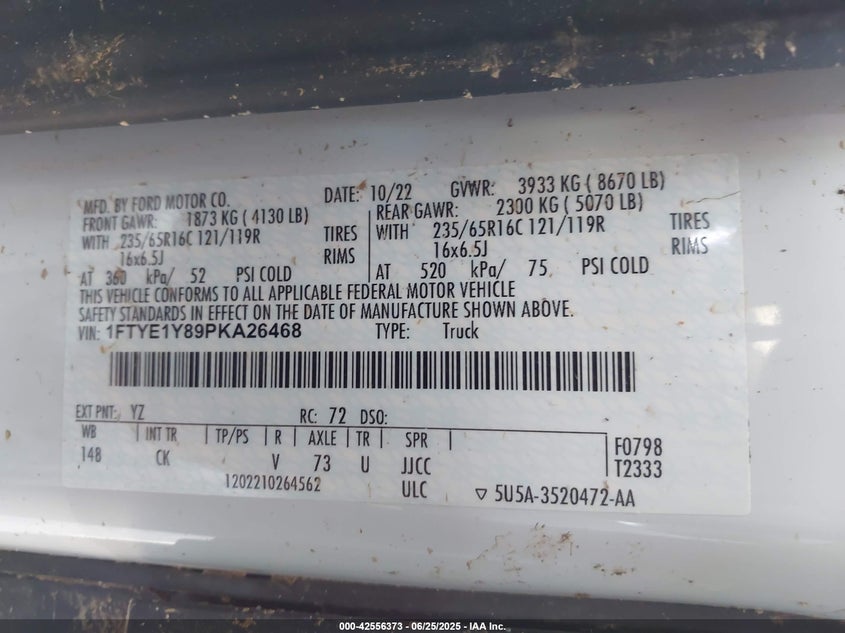 MFD. BY FORD MOTOR CO. DATE: 10/22 GVWR: 3933 KG ( 8670 LB)
FRONT GAWR: 1873 KG ( 4130 LB) REAR GAWR: 2300 KG ( 5070 LB)
WITH 235/65R16C 121/119R TIRES WITH 235/65R16C 121/119R TIRES
16x6.5J RIMS 16x6.5J RIMS
AT 360 kPa/ 52 PSI COLD AT 520 kPa/ 75 PSI COLD
THIS VEHICLE CONFORMS TO ALL APPLICABLE FEDERAL MOTOR VEHICLE
SAFETY STANDARDS IN EFFECT ON THE DATE OF MANUFACTURE SHOWN ABOVE.
VIN: 1FTYE1Y89PKA26468 TYPE: Truck
EXT PNT: YZ RC: 72 DSO:
WB INT TR TP/PS R AXLE TR SPR F0798
148 CK V 73 U JJCC T2333
1202210264562 ULC ▽ 5U5A-3520472-AA
000-42556373 - 06/25/2025 - IAA Inc.